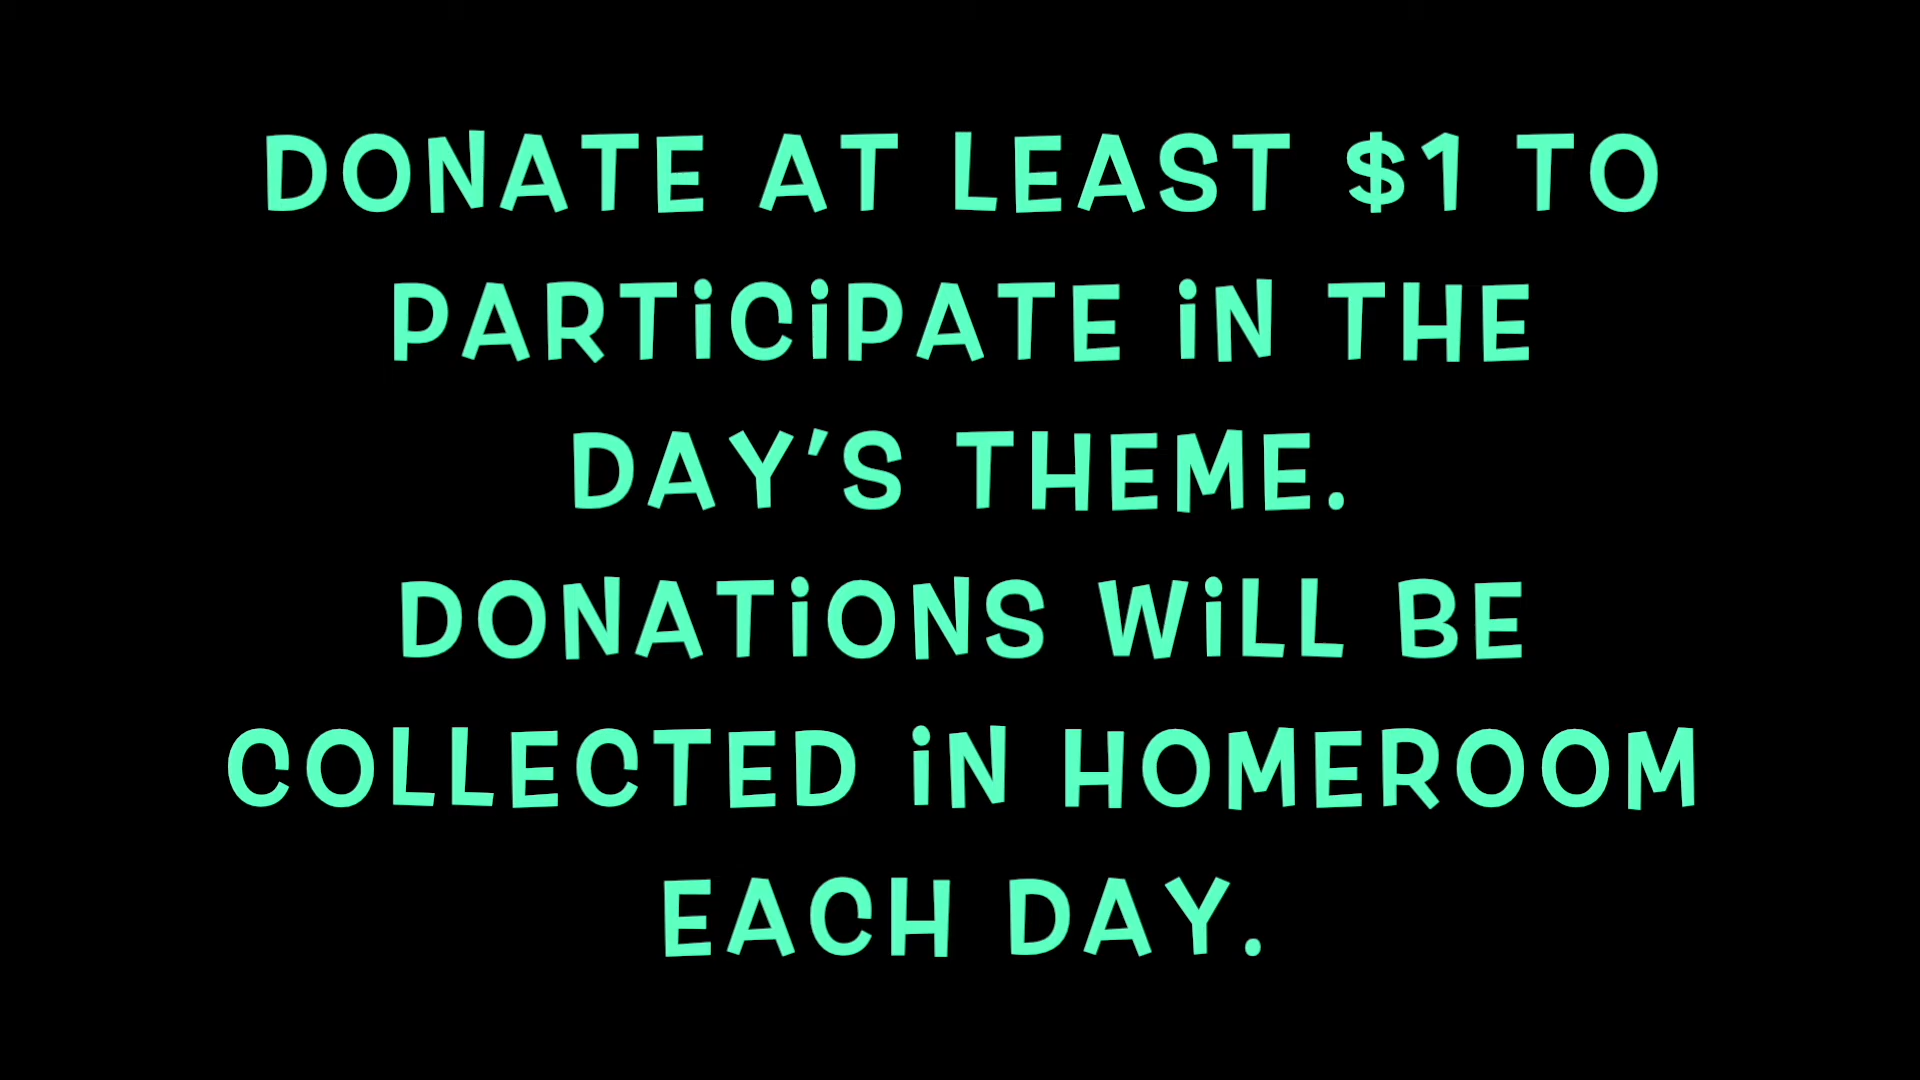 DONATE AT LEAST $1 TO
PARTiCiPATE iN THE
DAY'S THEME.
DONATiONS WiLL BE
COLLECTED iN HOMEROOM
EACH DAY.